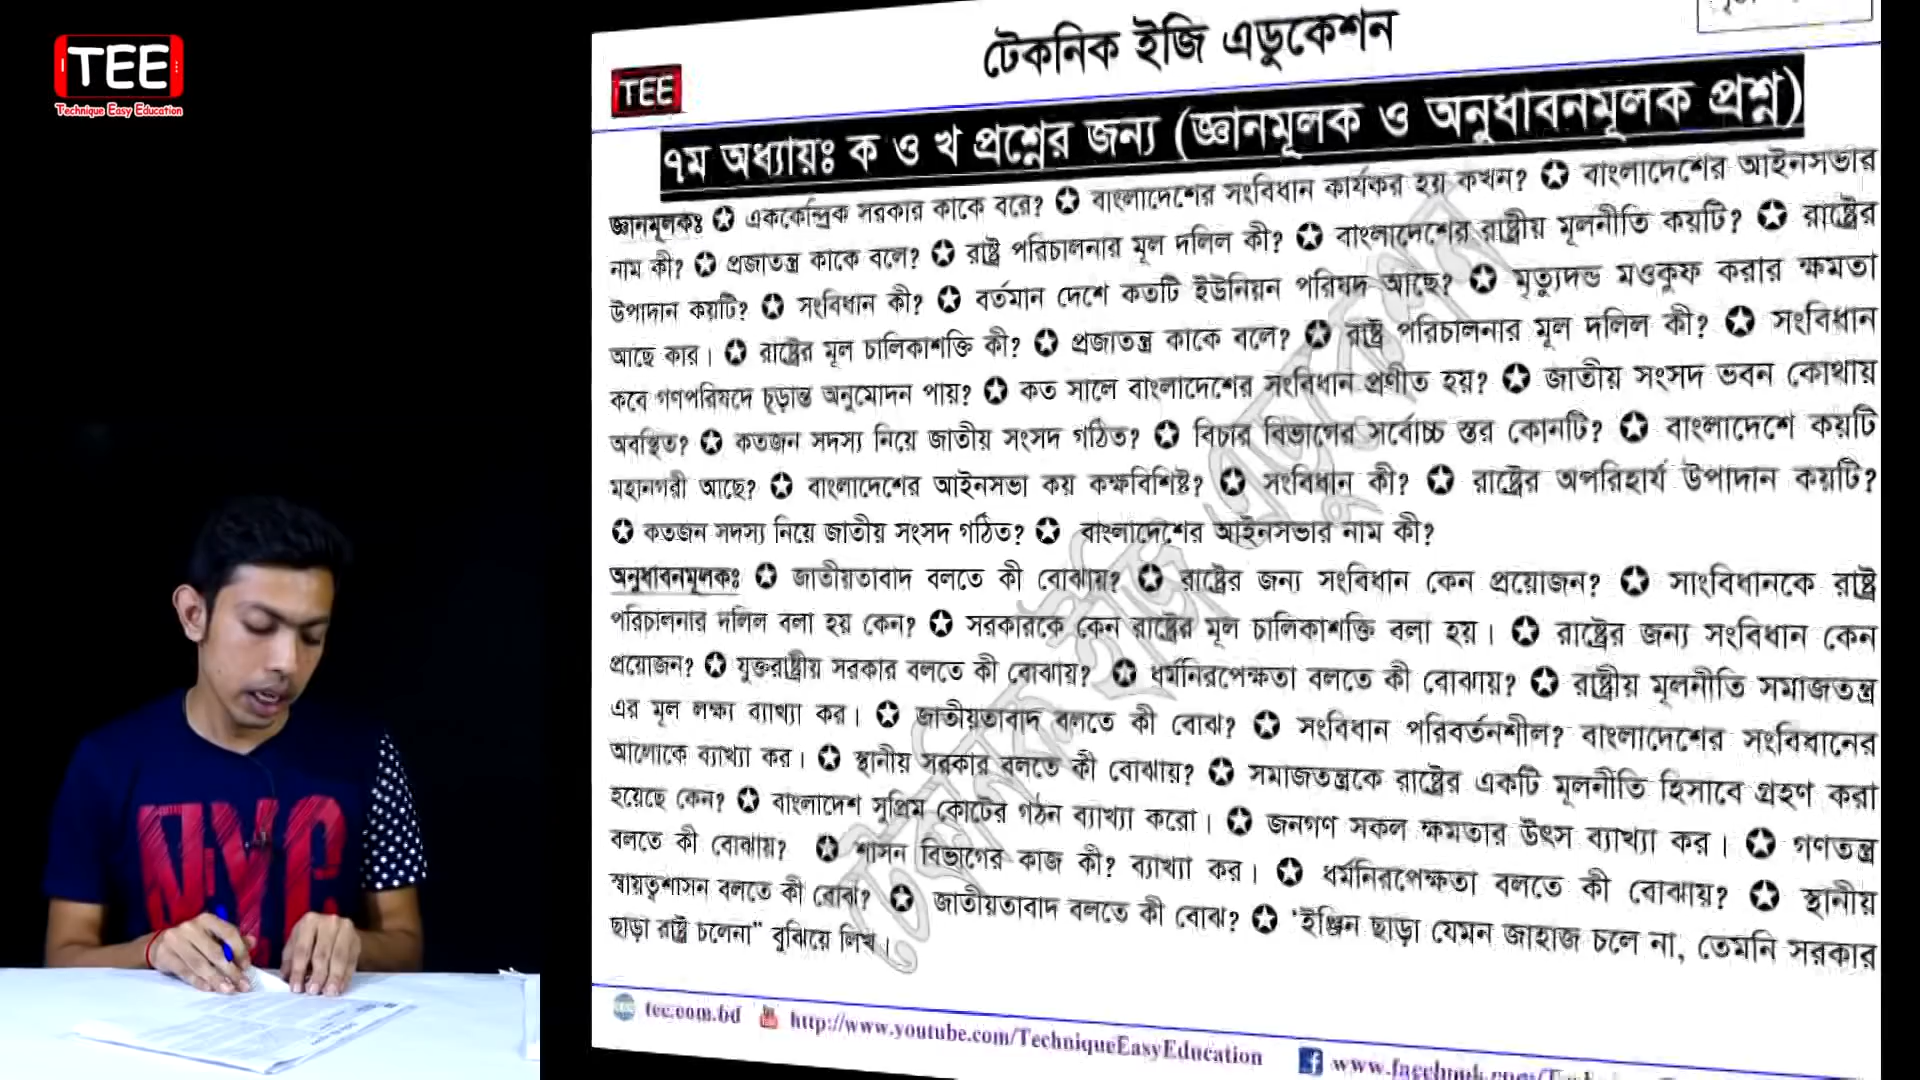 TEE
Technique Easy Education
টেকনিক ইজি এডুকেশন
TEE
৭ম অধ্যায়ঃ ক ও খ প্রশ্নের জন্য (জ্ঞানমূলক ও অনুধাবনমূলক প্রশ্ন)
জ্ঞানমূলকঃ ✪ এককেন্দ্রিক সরকার কাকে বরে? ✪ বাংলাদেশের সংবিধান কার্যকর হয় কখন? ✪ বাংলাদেশের আইনসভার
নাম কী? ✪ প্রজাতন্ত্র কাকে বলে? ✪ রাষ্ট্র পরিচালনার মূল দলিল কী? ✪ বাংলাদেশের রাষ্ট্রীয় মূলনীতি কয়টি? ✪ রাষ্ট্রের
উপাদান কয়টি? ✪ সংবিধান কী? ✪ বর্তমান দেশে কতটি ইউনিয়ন পরিষদ আছে? ✪ মৃত্যুদন্ড মওকুফ করার ক্ষমতা
আছে কার। ✪ রাষ্ট্রের মূল চালিকাশক্তি কী? ✪ প্রজাতন্ত্র কাকে বলে? ✪ রাষ্ট্র পরিচালনার মূল দলিল কী? ✪ সংবিধান
কবে গণপরিষদে চূড়ান্ত অনুমোদন পায়? ✪ কত সালে বাংলাদেশের সংবিধান প্রণীত হয়? ✪ জাতীয় সংসদ ভবন কোথায়
অবস্থিত? ✪ কতজন সদস্য নিয়ে জাতীয় সংসদ গঠিত? ✪ বিচার বিভাগের সর্বোচ্চ স্তর কোনটি? ✪ বাংলাদেশে কয়টি
মহানগরী আছে? ✪ বাংলাদেশের আইনসভা কয় কক্ষবিশিষ্ট? ✪ সংবিধান কী? ✪ রাষ্ট্রের অপরিহার্য উপাদান কয়টি?
✪ কতজন সদস্য নিয়ে জাতীয় সংসদ গঠিত? ✪ বাংলাদেশের আইনসভার নাম কী?
অনুধাবনমূলকঃ ✪ জাতীয়তাবাদ বলতে কী বোঝায়? ✪ রাষ্ট্রের জন্য সংবিধান কেন প্রয়োজন? ✪ সাংবিধানকে রাষ্ট্র
পরিচালনার দলিল বলা হয় কেন? ✪ সরকারকে কেন রাষ্ট্রের মূল চালিকাশক্তি বলা হয়। ✪ রাষ্ট্রের জন্য সংবিধান কেন
প্রয়োজন? ✪ যুক্তরাষ্ট্রীয় সরকার বলতে কী বোঝায়? ✪ ধর্মনিরপেক্ষতা বলতে কী বোঝায়? ✪ রাষ্ট্রীয় মূলনীতি সমাজতন্ত্র
এর মূল লক্ষ্য ব্যাখ্যা কর। ✪ জাতীয়তাবাদ বলতে কী বোঝ? ✪ সংবিধান পরিবর্তনশীল? বাংলাদেশের সংবিধানের
আলোকে ব্যাখ্যা কর। ✪ স্থানীয় সরকার বলতে কী বোঝায়? ✪ সমাজতন্ত্রকে রাষ্ট্রের একটি মূলনীতি হিসাবে গ্রহণ করা
হয়েছে কেন? ✪ বাংলাদেশ সুপ্রিম কোর্টের গঠন ব্যাখ্যা করো। ✪ জনগণ সকল ক্ষমতার উৎস ব্যাখ্যা কর। ✪ গণতন্ত্র
বলতে কী বোঝায়? ✪ শাসন বিভাগের কাজ কী? ব্যাখ্যা কর। ✪ ধর্মনিরপেক্ষতা বলতে কী বোঝায়? ✪ স্থানীয়
স্বায়ত্বশাসন বলতে কী বোঝ? ✪ জাতীয়তাবাদ বলতে কী বোঝ? ✪ 'ইঞ্জিন ছাড়া যেমন জাহাজ চলে না, তেমনি সরকার
ছাড়া রাষ্ট্র চলেনা" বুঝিয়ে লিখ।
টেকনিক ইজি এডুকেশন
tee.com.bd http://www.youtube.com/TechniqueEasyEducation